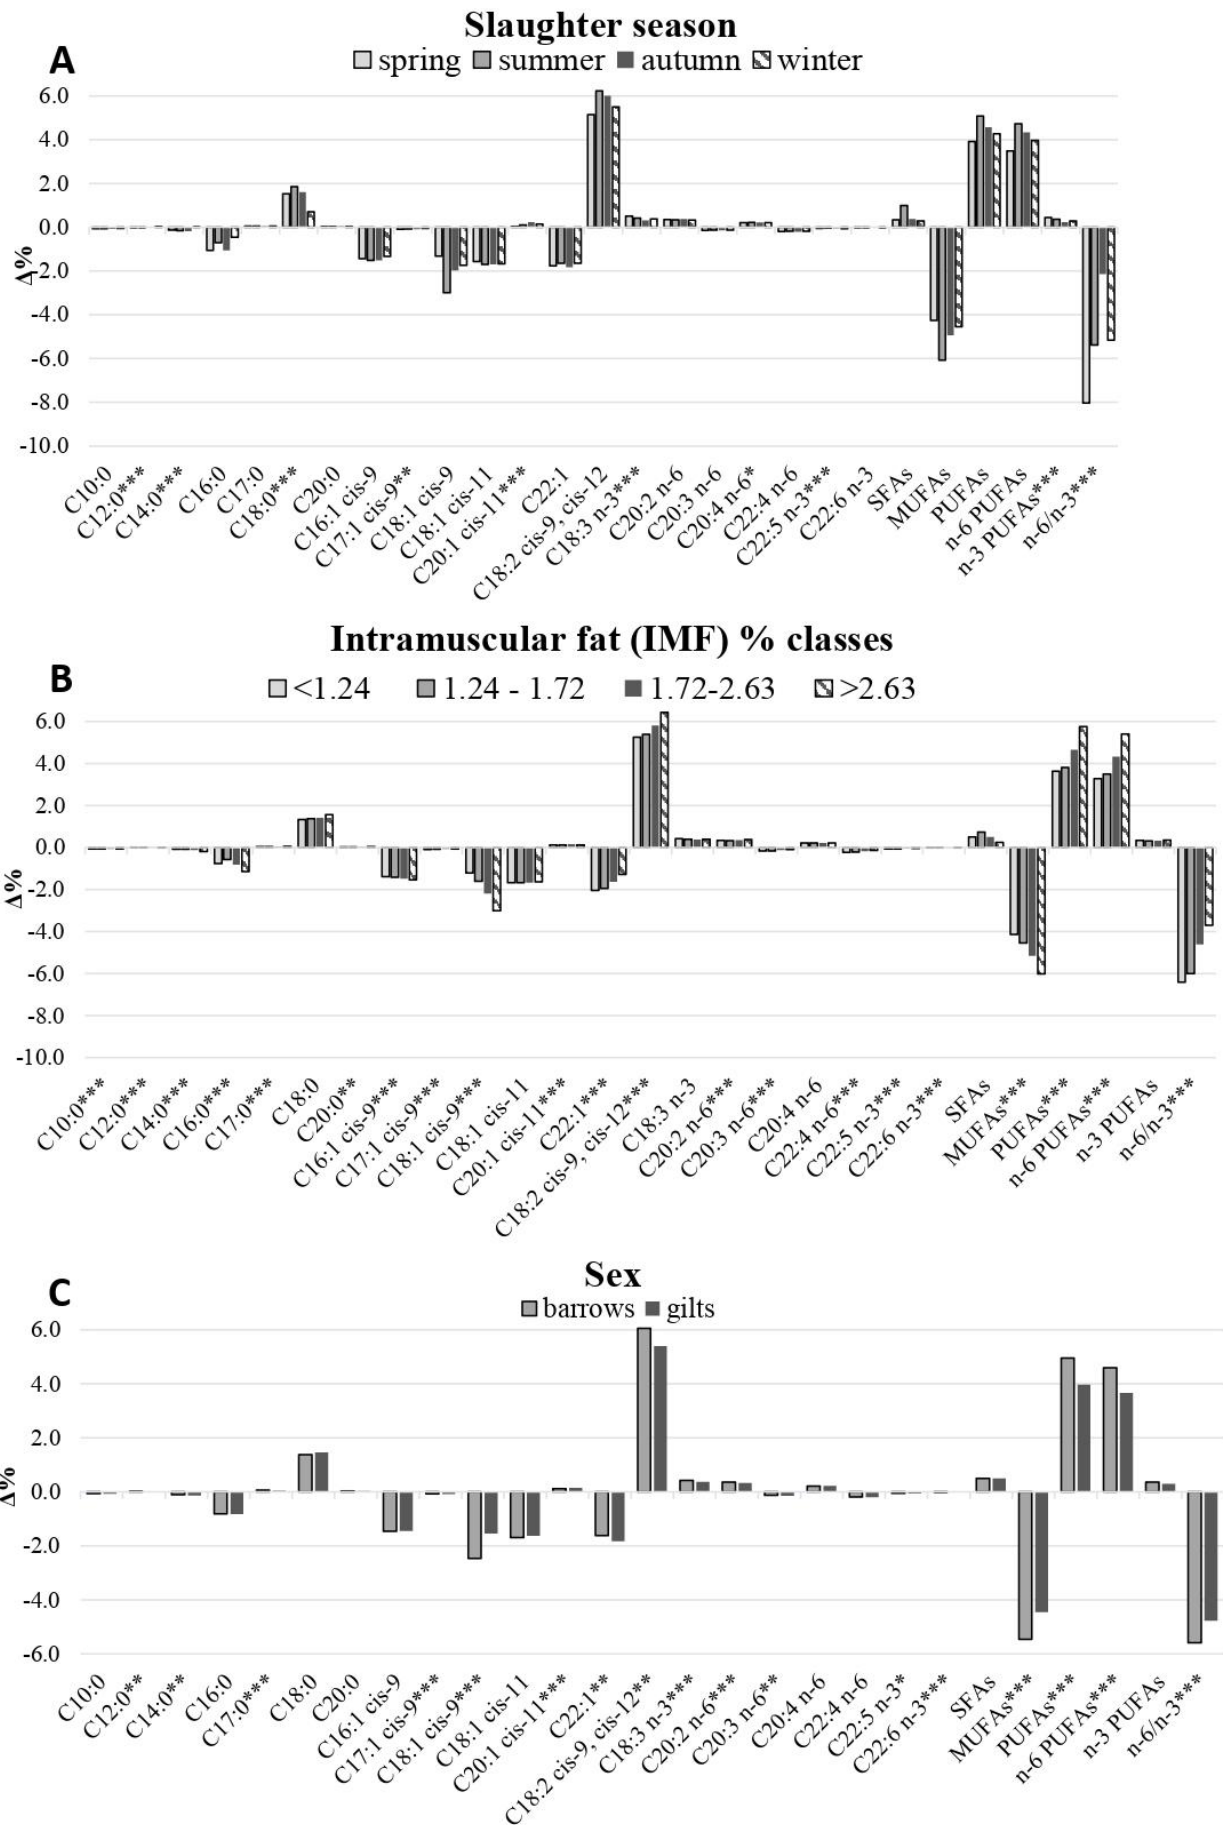 Slaughter season
A
spring summer autumn winter
6.0
4.0
2.0
0.0
-2.0
-4.0
-6.0
-8.0
-10.0
Δ%
C10:0
C12:0***
C14:0***
C16:0
C17:0
C18:0***
C20:0
C16:1 cis-9
C17:1 cis-9**
C18:1 cis-9
C18:1 cis-11
C20:1 cis-11***
C22:1
C18:2 cis-9, cis-12
C18:3 n-3***
C20:2 n-6
C20:3 n-6
C20:4 n-6*
C22:4 n-6
C22:5 n-3***
C22:6 n-3
SFAs
MUFAs
PUFAs
n-6 PUFAs
n-3 PUFAs***
n-6/n-3***
Intramuscular fat (IMF) % classes
B
<1.24 1.24 - 1.72 1.72-2.63 >2.63
6.0
4.0
2.0
0.0
-2.0
-4.0
-6.0
-8.0
-10.0
Δ%
C10:0***
C12:0***
C14:0***
C16:0***
C17:0***
C18:0
C20:0**
C16:1 cis-9***
C17:1 cis-9***
C18:1 cis-9***
C18:1 cis-11
C20:1 cis-11***
C22:1***
C18:2 cis-9, cis-12***
C18:3 n-3
C20:2 n-6***
C20:3 n-6***
C20:4 n-6
C22:4 n-6***
C22:5 n-3***
C22:6 n-3***
SFAs
MUFAs***
PUFAs***
n-6 PUFAs***
n-3 PUFAs
n-6/n-3***
Sex
C
barrows gilts
6.0
4.0
2.0
0.0
-2.0
-4.0
-6.0
Δ%
C10:0
C12:0**
C14:0**
C16:0
C17:0***
C18:0
C20:0
C16:1 cis-9
C17:1 cis-9***
C18:1 cis-9***
C18:1 cis-11
C20:1 cis-11***
C22:1**
C18:2 cis-9, cis-12**
C18:3 n-3***
C20:2 n-6***
C20:3 n-6**
C20:4 n-6
C22:4 n-6
C22:5 n-3*
C22:6 n-3***
SFAs
MUFAs***
PUFAs***
n-6 PUFAs***
n-3 PUFAs
n-6/n-3***